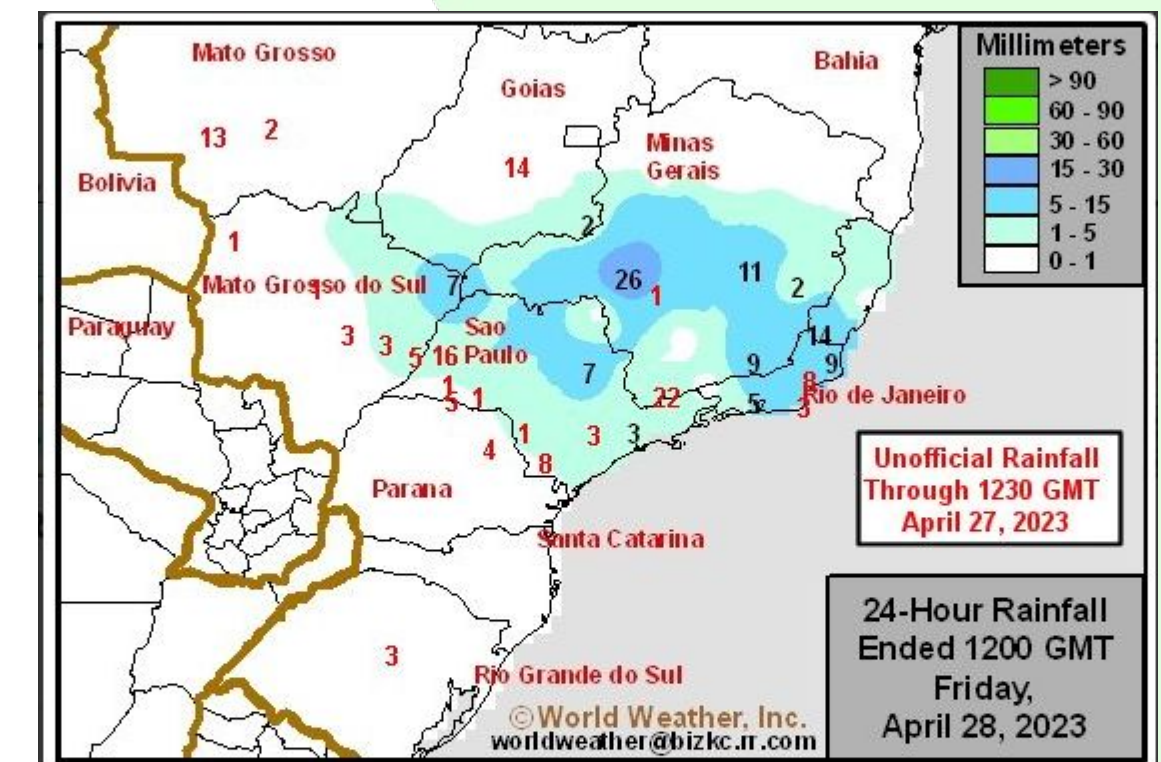 Mato Grosso
Goias
Bahia
Millimeters
> 90
60 - 90
30 - 60
15 - 30
5 - 15
1 - 5
0 - 1
13
2
Minas
Gerais
14
Bolivia
2
1
26
1
11
2
7
Mato Grosso do Sul
1
Paraguay
3
3
5
16
Sao
Paulo
14
9
9
7
8
1
5
1
22
5
Rio de Janeiro
3
1
3
3
4
8
Parana
Unofficial Rainfall
Through 1230 GMT
April 27, 2023
Santa Catarina
24-Hour Rainfall
Ended 1200 GMT
Friday,
April 28, 2023
3
Rio Grande do Sul
©World Weather, Inc.
worldweather@bizkc.rr.com